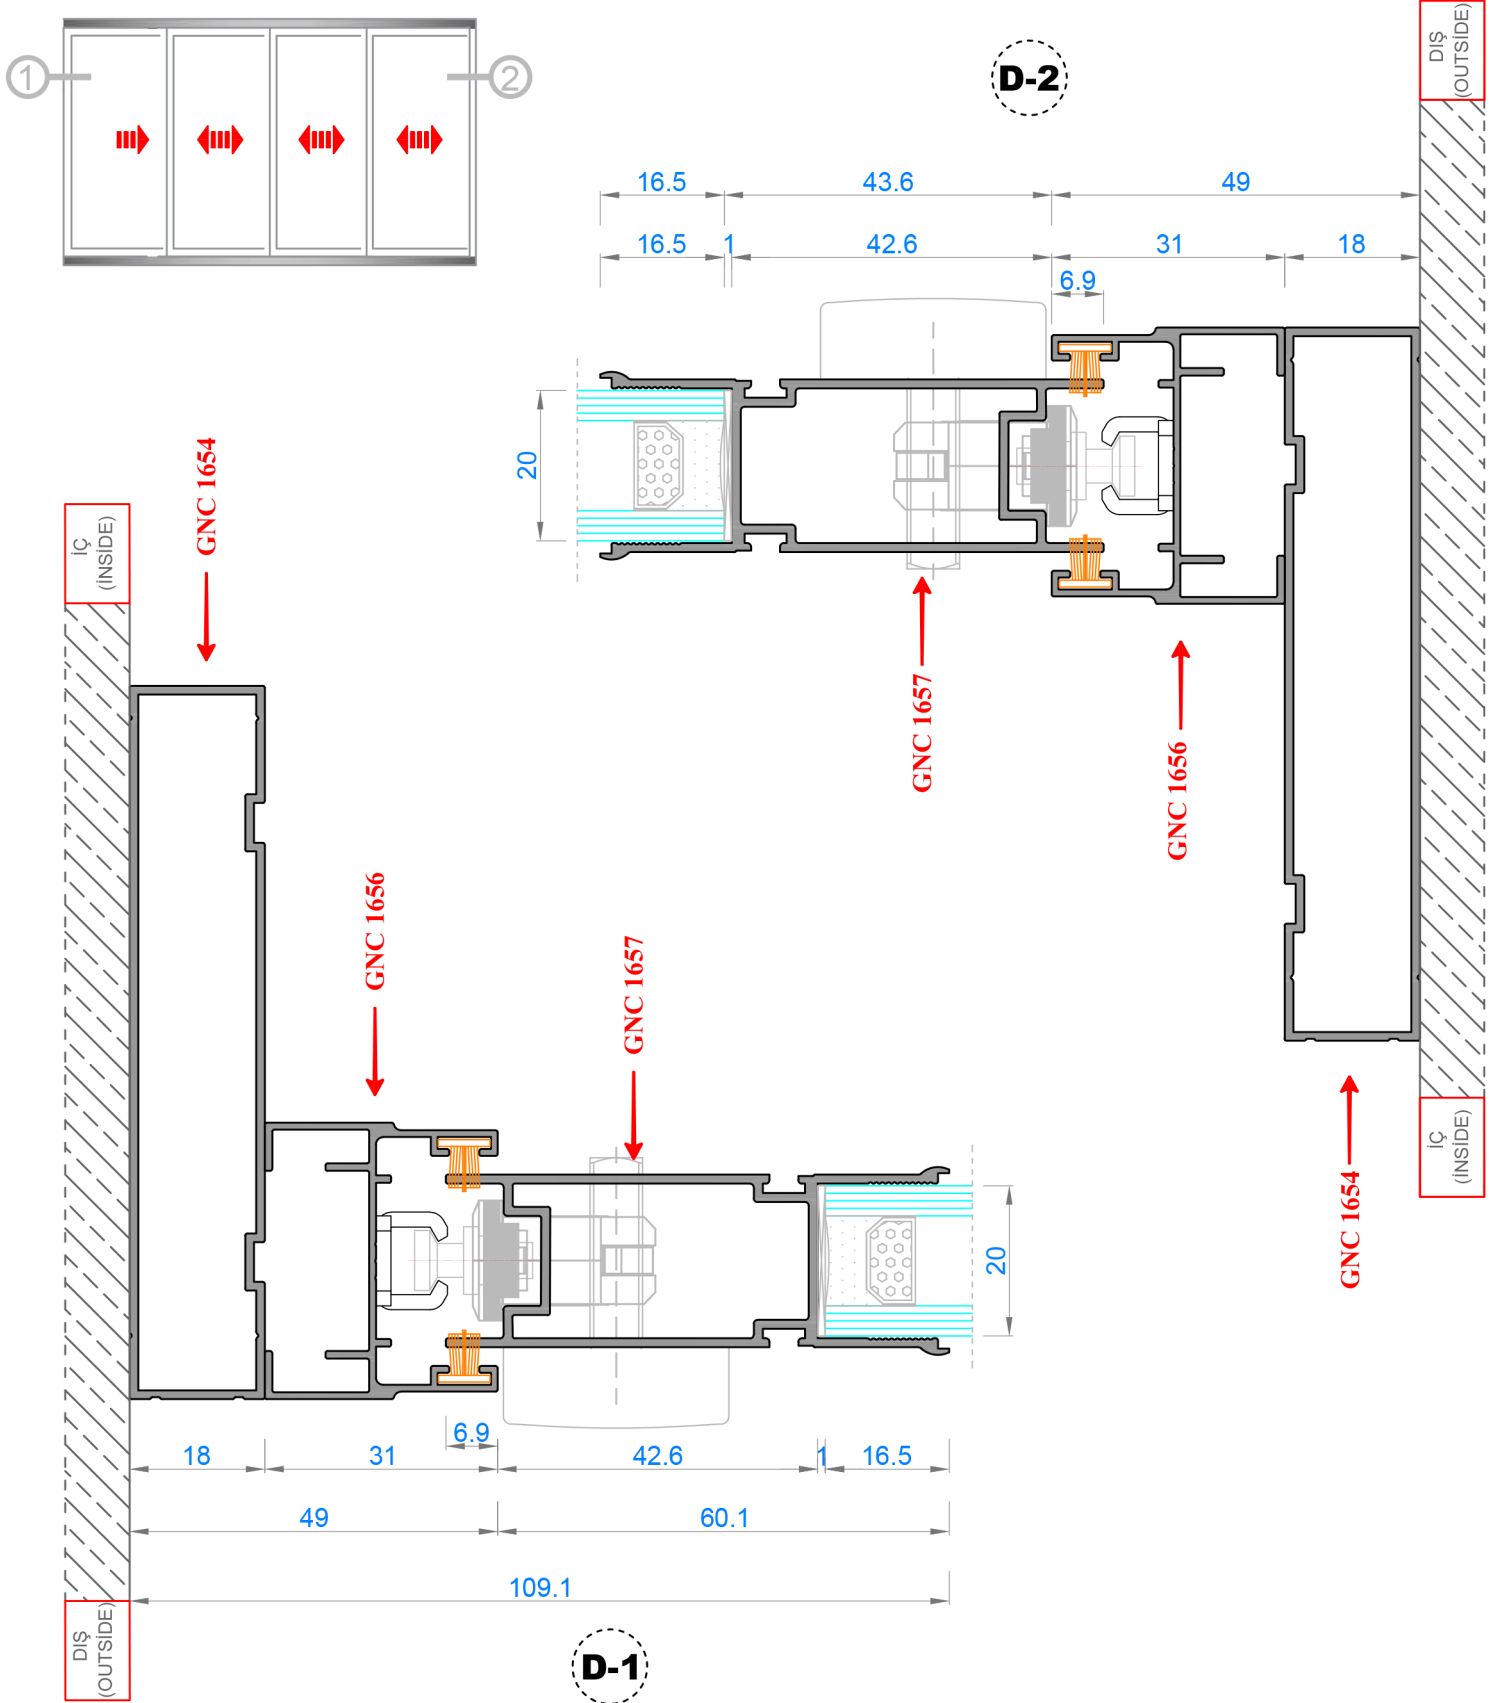 1
2
D-2
DIŞ
(OUTSİDE)
16.5
43.6
49
16.5
1
42.6
31
18
6.9
20
GNC 1654
İÇ
(İNSİDE)
GNC 1657
GNC 1656
GNC 1656
GNC 1657
İÇ
(İNSİDE)
GNC 1654
20
6.9
18
31
42.6
1
16.5
49
60.1
109.1
DIŞ
(OUTSİDE)
D-1